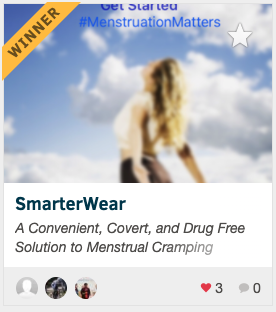 Get Started
#MenstruationMatters
WINNER
SmarterWear
A Convenient, Covert, and Drug Free
Solution to Menstrual Cramping
3
0